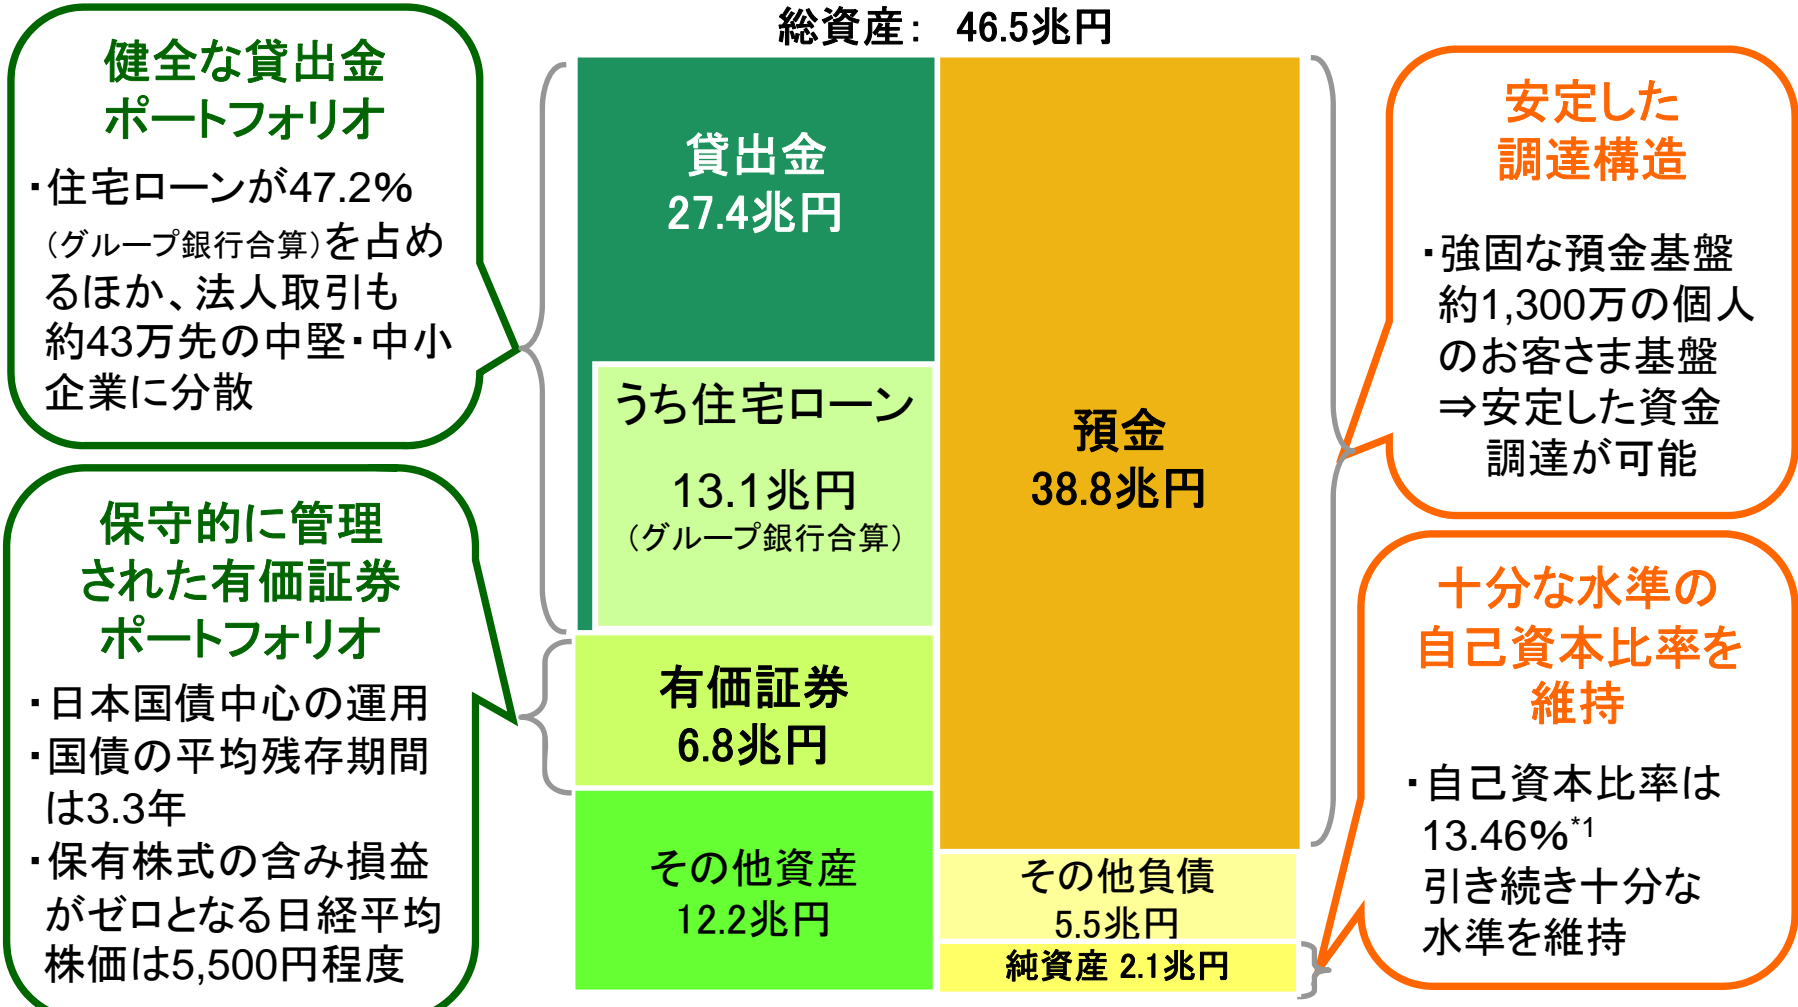 総資産： 46.5兆円
健全な貸出金
ポートフォリオ
・住宅ローンが47.2%
（グループ銀行合算）を占め
るほか、法人取引も
約43万先の中堅・中小
企業に分散
保守的に管理
された有価証券
ポートフォリオ
・日本国債中心の運用
・国債の平均残存期間
は3.3年
・保有株式の含み損益
がゼロとなる日経平均
株価は5,500円程度
貸出金
27.4兆円
うち住宅ローン
13.1兆円
（グループ銀行合算）
有価証券
6.8兆円
その他資産
12.2兆円
預金
38.8兆円
その他負債
5.5兆円
純資産 2.1兆円
安定した
調達構造
・強固な預金基盤
約1,300万の個人
のお客さま基盤
⇒安定した資金
調達が可能
十分な水準の
自己資本比率を
維持
・自己資本比率は
13.46%*1
引き続き十分な
水準を維持